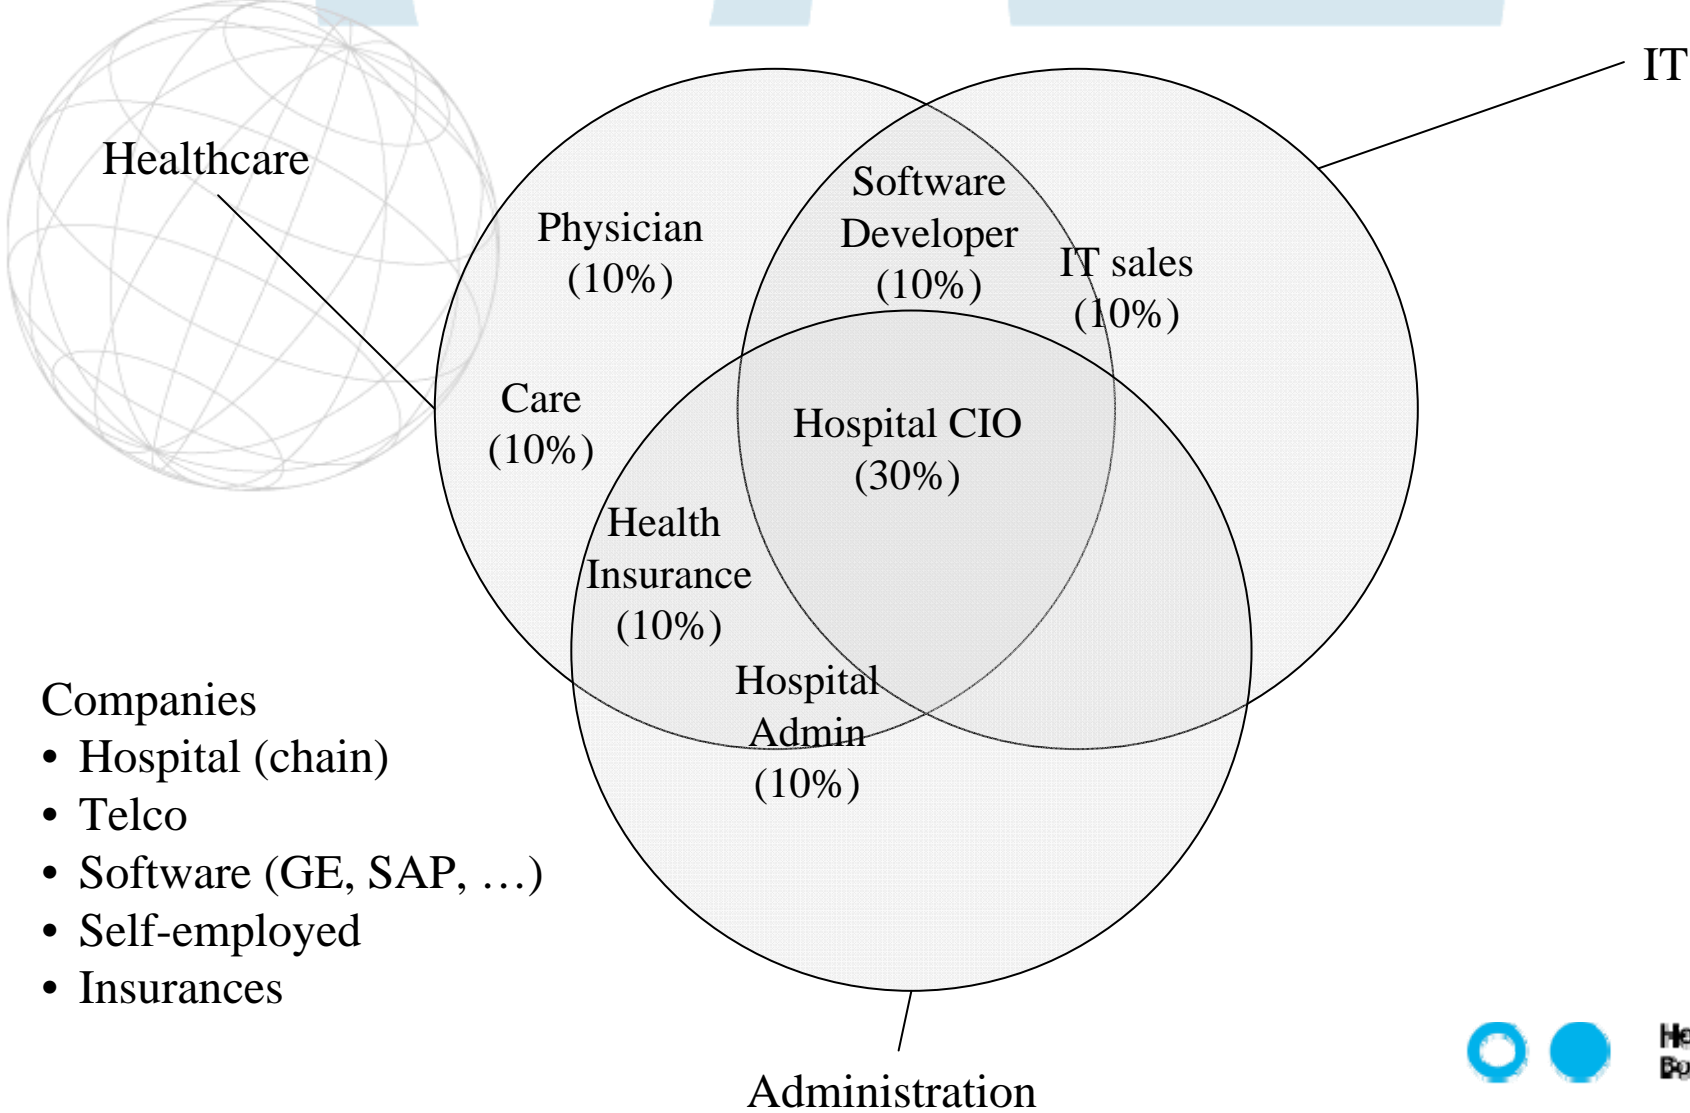 IT
Healthcare
Software
Developer
(10%)
Physician
(10%)
IT sales
(10%)
Care
(10%)
Hospital CIO
(30%)
Health
Insurance
(10%)
Hospital
Admin
(10%)
Companies
• Hospital (chain)
• Telco
• Software (GE, SAP, …)
• Self-employed
• Insurances
Administration